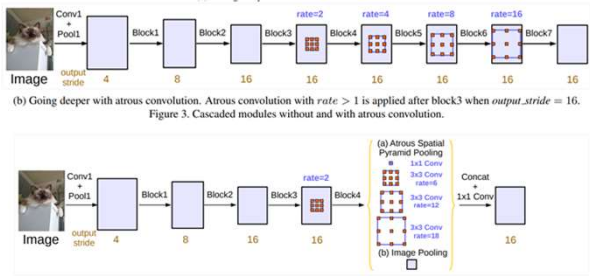 rate=2 rate=4 rate=8 rate=16
Conv1
+
Pool1
Block1 Block2 Block3 Block4 Block5 Block6 Block7
Image
output
stride
4 8 16 16 16 16 16 16
(b) Going deeper with atrous convolution. Atrous convolution with rate > 1 is applied after block3 when output_stride = 16.
Figure 3. Cascaded modules without and with atrous convolution.
(a) Atrous Spatial
Pyramid Pooling
1x1 Conv
3x3 Conv
rate=6
3x3 Conv
rate=12
3x3 Conv
rate=18
(b) Image Pooling
Conv1
+
Pool1
Block1 Block2 Block3 Block4
rate=2
Concat
+
1x1 Conv
Image
output
stride
4 8 16 16 16